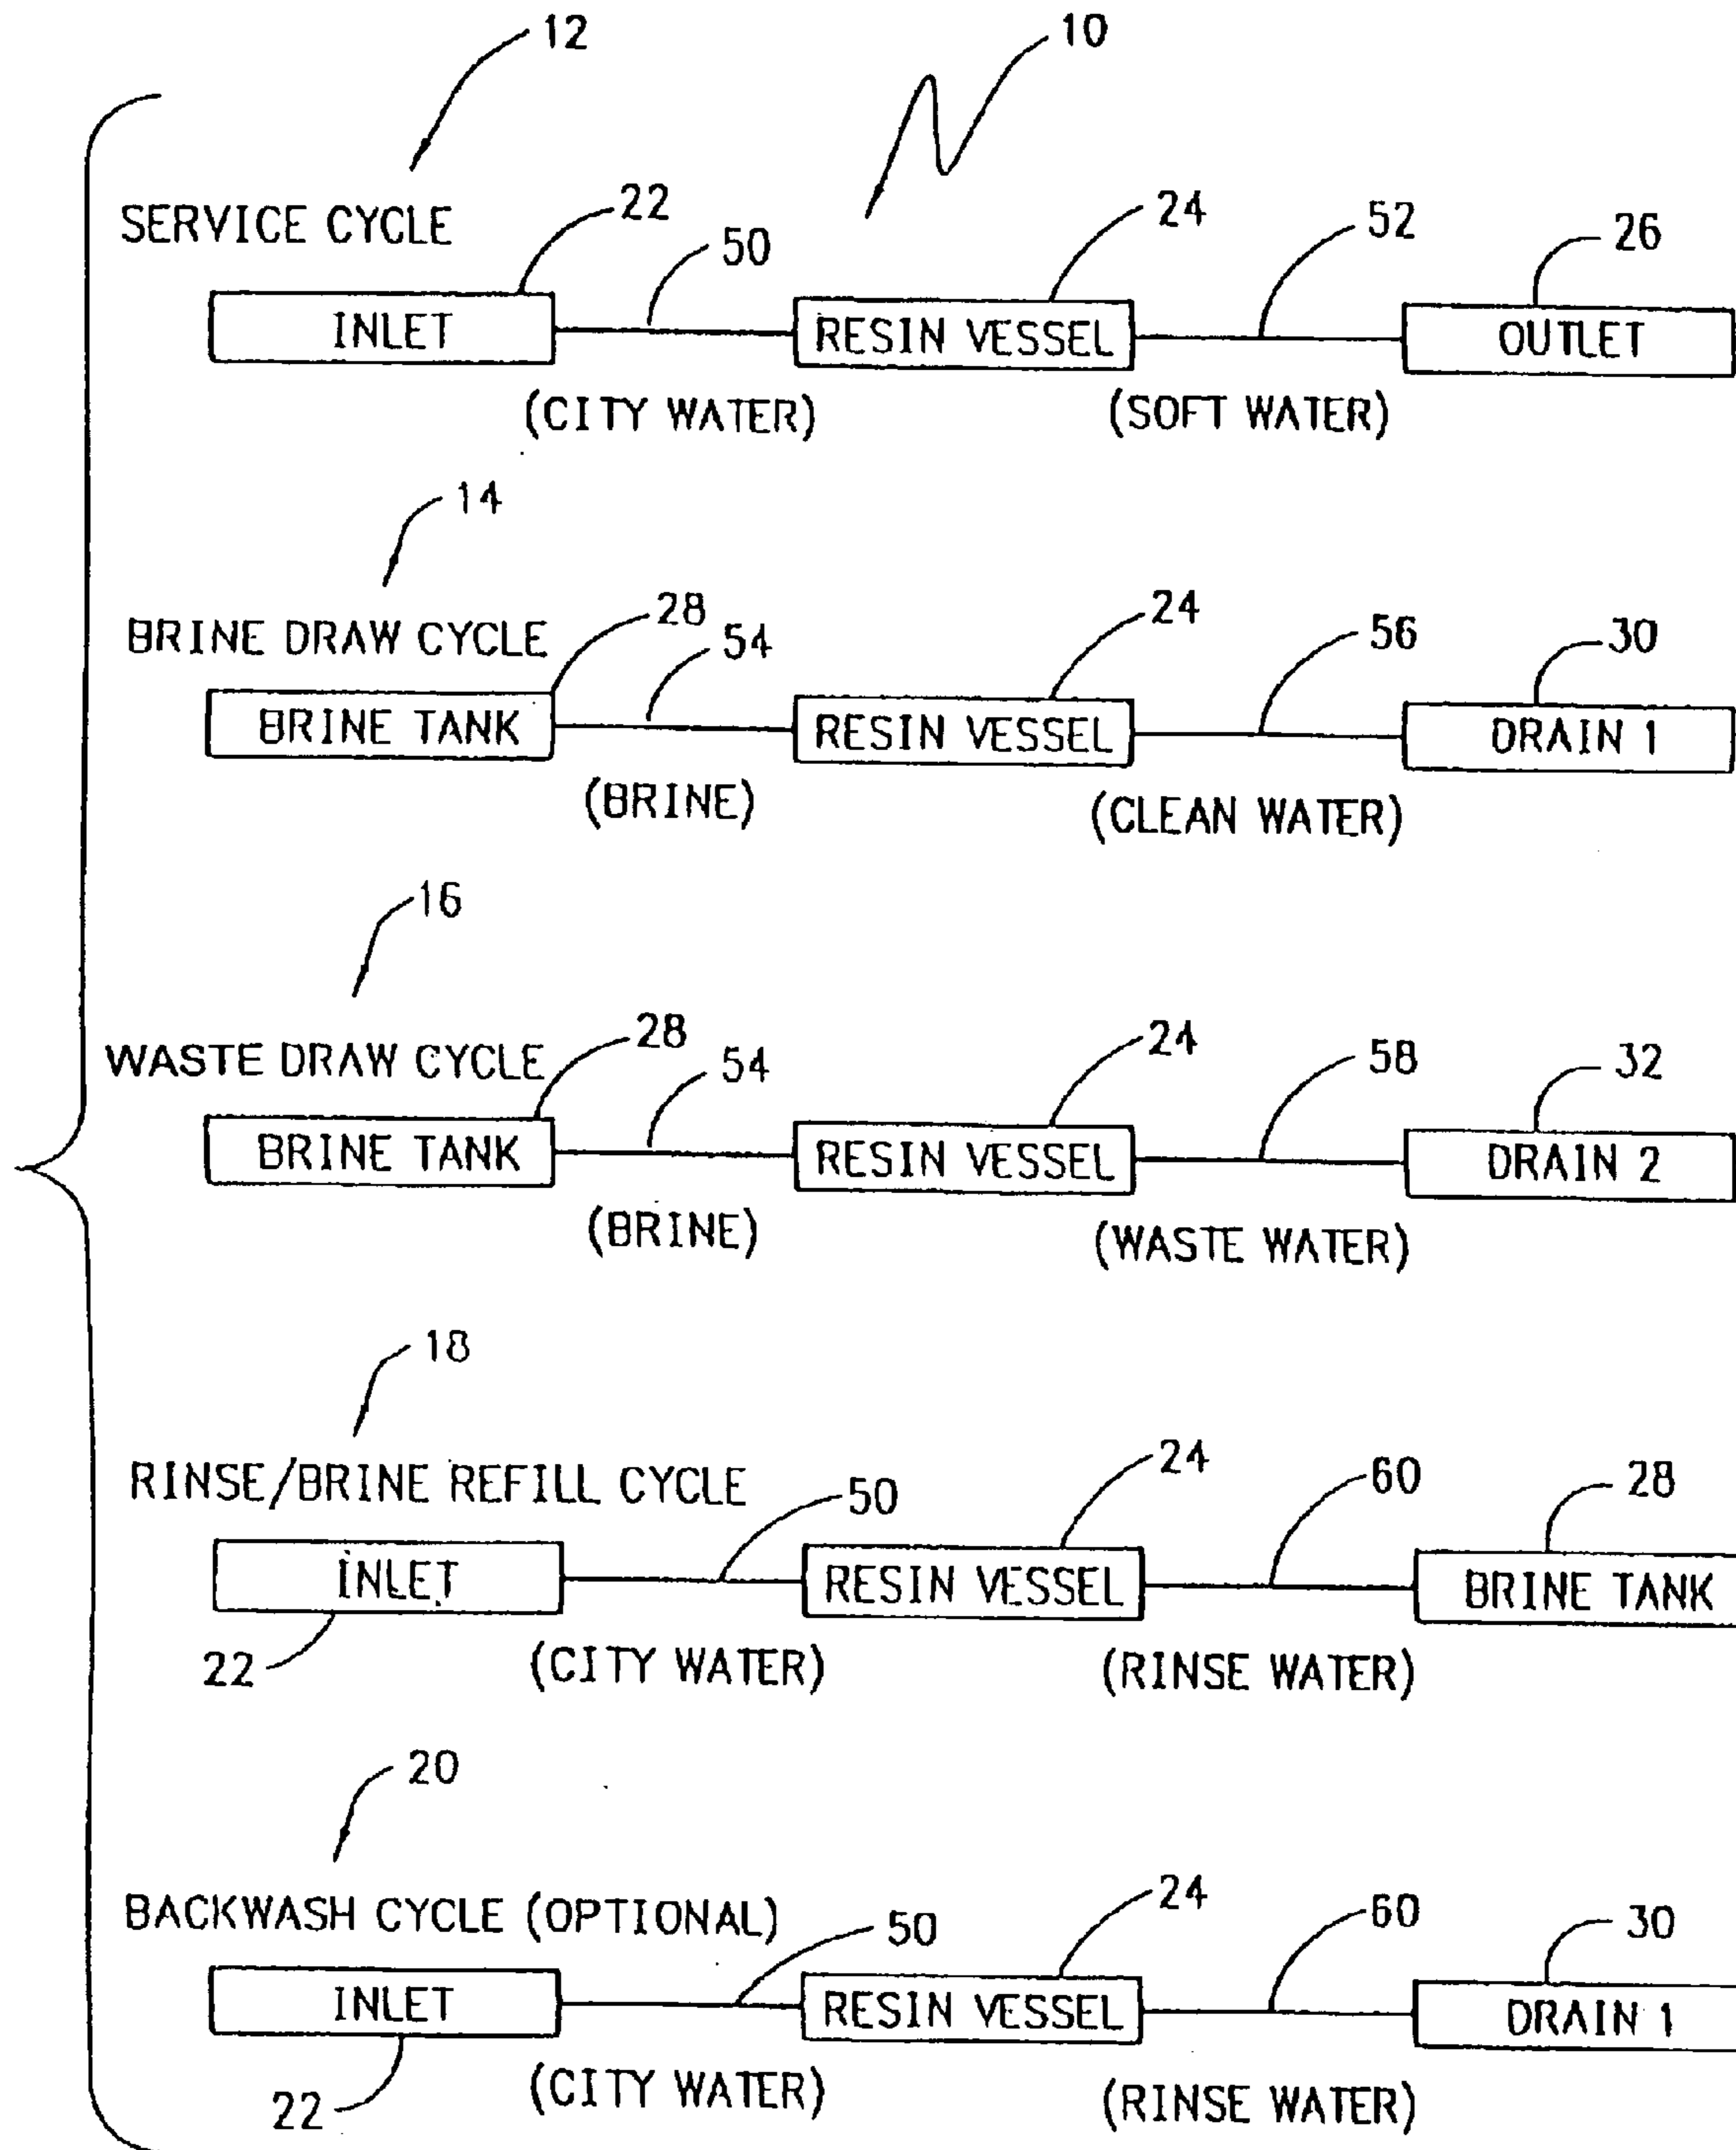 12
10
SERVICE CYCLE
22
50
24
52
26
INLET
RESIN VESSEL
OUTLET
(CITY WATER)
(SOFT WATER)
14
BRINE DRAW CYCLE
28
54
24
56
30
BRINE TANK
RESIN VESSEL
DRAIN 1
(BRINE)
(CLEAN WATER)
16
WASTE DRAW CYCLE
28
54
24
58
32
BRINE TANK
RESIN VESSEL
DRAIN 2
(BRINE)
(WASTE WATER)
18
RINSE/BRINE REFILL CYCLE
50
24
60
28
INLET
RESIN VESSEL
BRINE TANK
22
(CITY WATER)
(RINSE WATER)
20
BACKWASH CYCLE (OPTIONAL)
50
24
60
30
INLET
RESIN VESSEL
DRAIN 1
22
(CITY WATER)
(RINSE WATER)